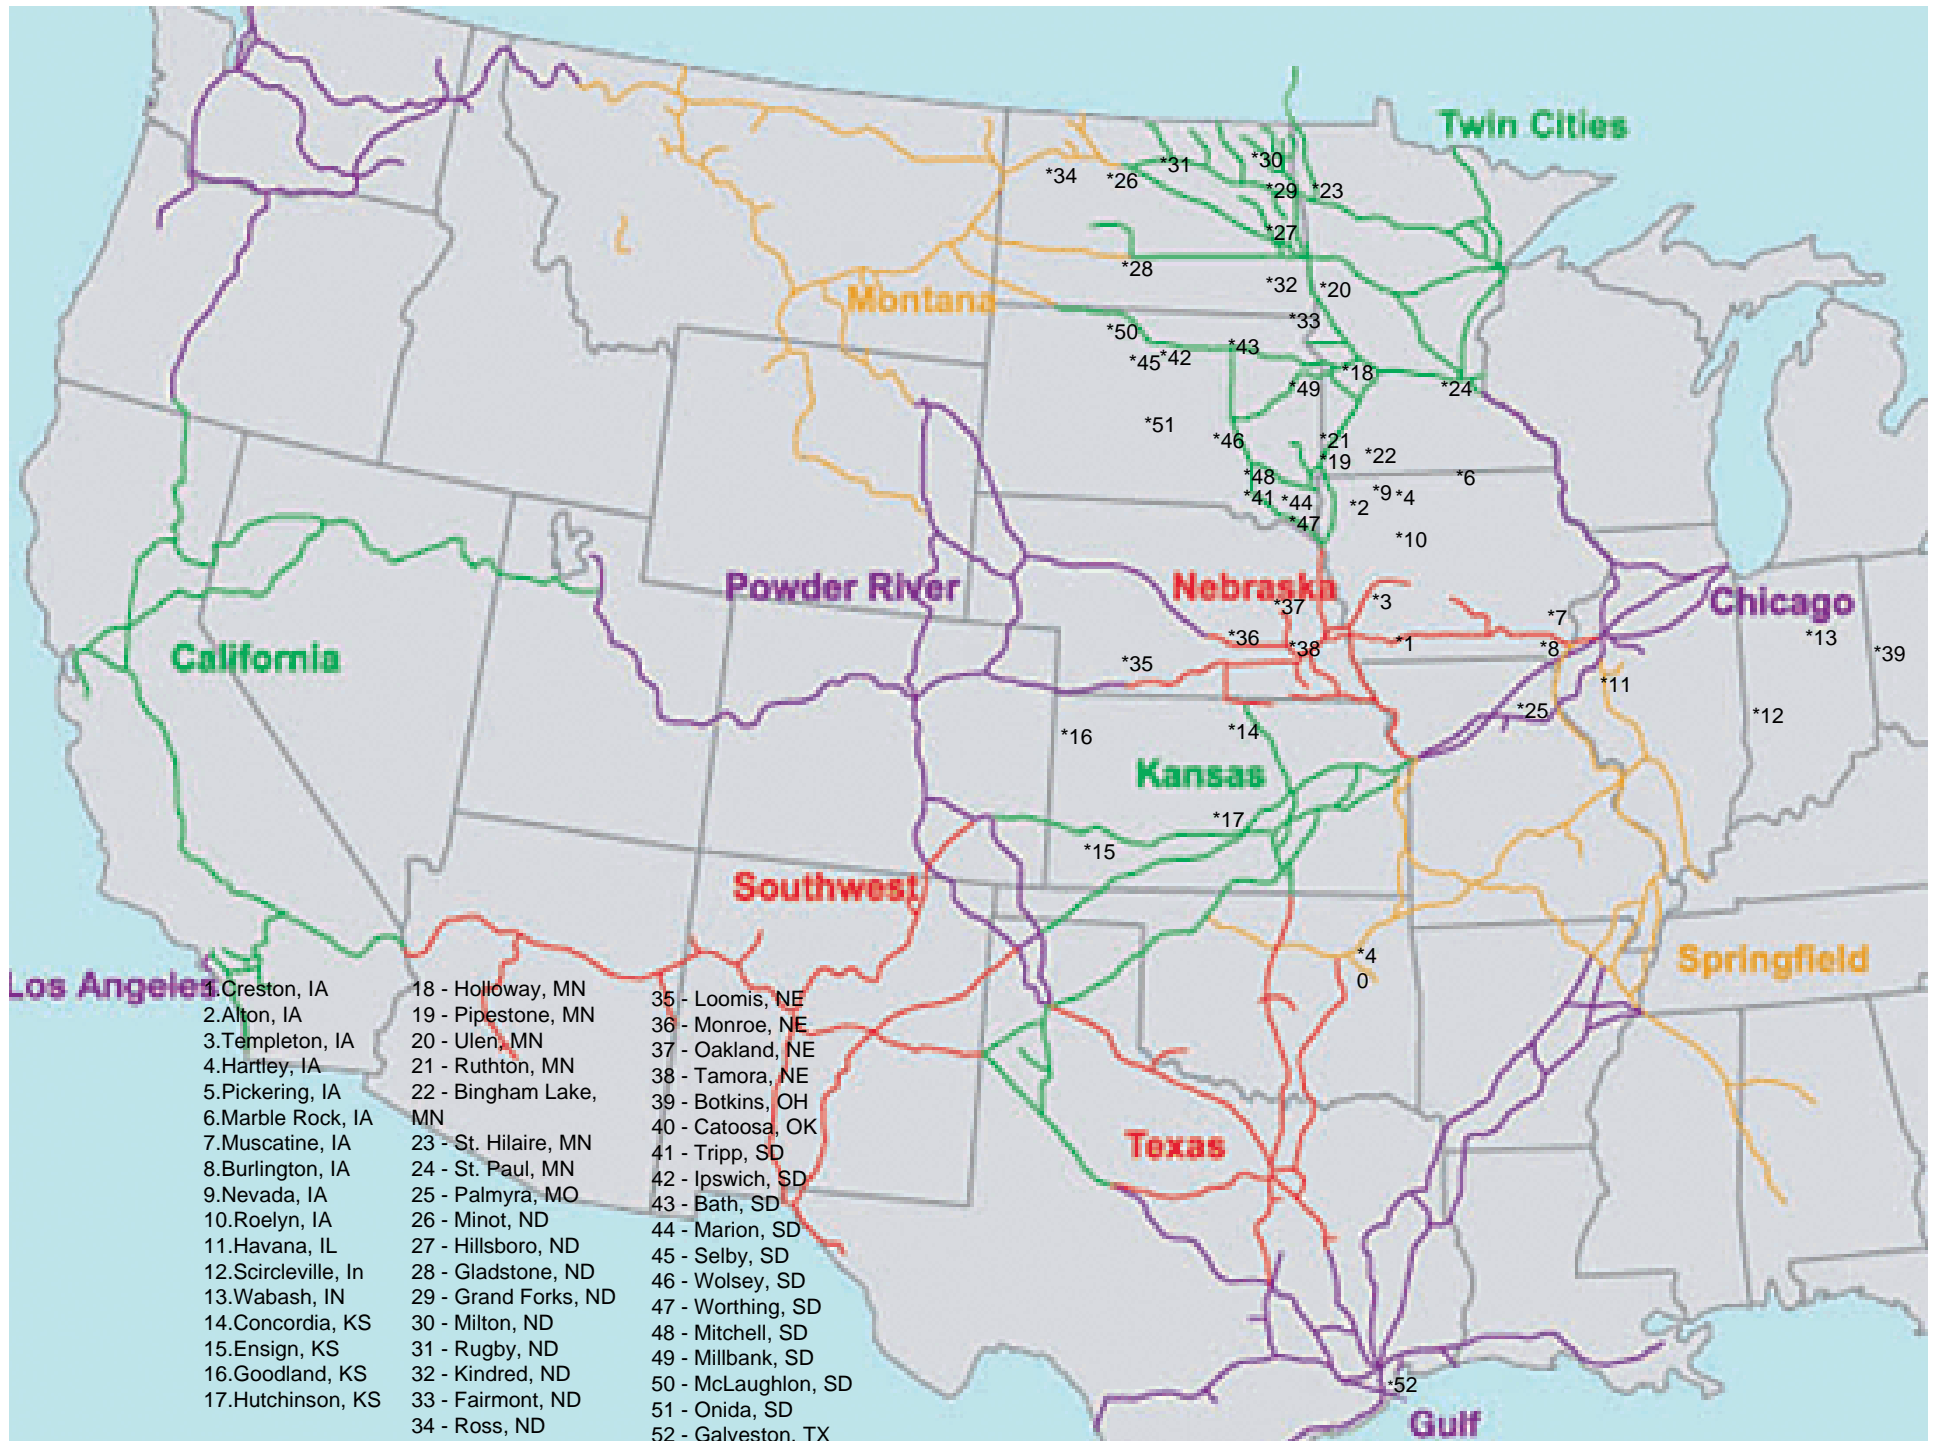 Twin Cities
*31
*30
*34
*26
*29
*23
*27
*28
*32
*20
Montana
*33
*50
*43
*45
*42
*18
*49
*24
*51
*46
*21
*19
*22
*48
*6
*41
*44
*9
*4
*2
*47
*10
Powder River
Nebraska
*37
*3
*7
Chicago
*36
*38
*1
*8
*13
*39
California
*35
*11
*25
*12
*16
*14
Kansas
*17
*15
Southwest
*4
0
Springfield
Los Angeles
Texas
*52
Gulf
1.Creston, IA
2.Alton, IA
3.Templeton, IA
4.Hartley, IA
5.Pickering, IA
6.Marble Rock, IA
7.Muscatine, IA
8.Burlington, IA
9.Nevada, IA
10.Roelyn, IA
11.Havana, IL
12.Scircleville, In
13.Wabash, IN
14.Concordia, KS
15.Ensign, KS
16.Goodland, KS
17.Hutchinson, KS
18 - Holloway, MN
19 - Pipestone, MN
20 - Ulen, MN
21 - Ruthton, MN
22 - Bingham Lake,
MN
23 - St. Hilaire, MN
24 - St. Paul, MN
25 - Palmyra, MO
26 - Minot, ND
27 - Hillsboro, ND
28 - Gladstone, ND
29 - Grand Forks, ND
30 - Milton, ND
31 - Rugby, ND
32 - Kindred, ND
33 - Fairmont, ND
34 - Ross, ND
35 - Loomis, NE
36 - Monroe, NE
37 - Oakland, NE
38 - Tamora, NE
39 - Botkins, OH
40 - Catoosa, OK
41 - Tripp, SD
42 - Ipswich, SD
43 - Bath, SD
44 - Marion, SD
45 - Selby, SD
46 - Wolsey, SD
47 - Worthing, SD
48 - Mitchell, SD
49 - Millbank, SD
50 - McLaughlon, SD
51 - Onida, SD
52 - Galveston, TX